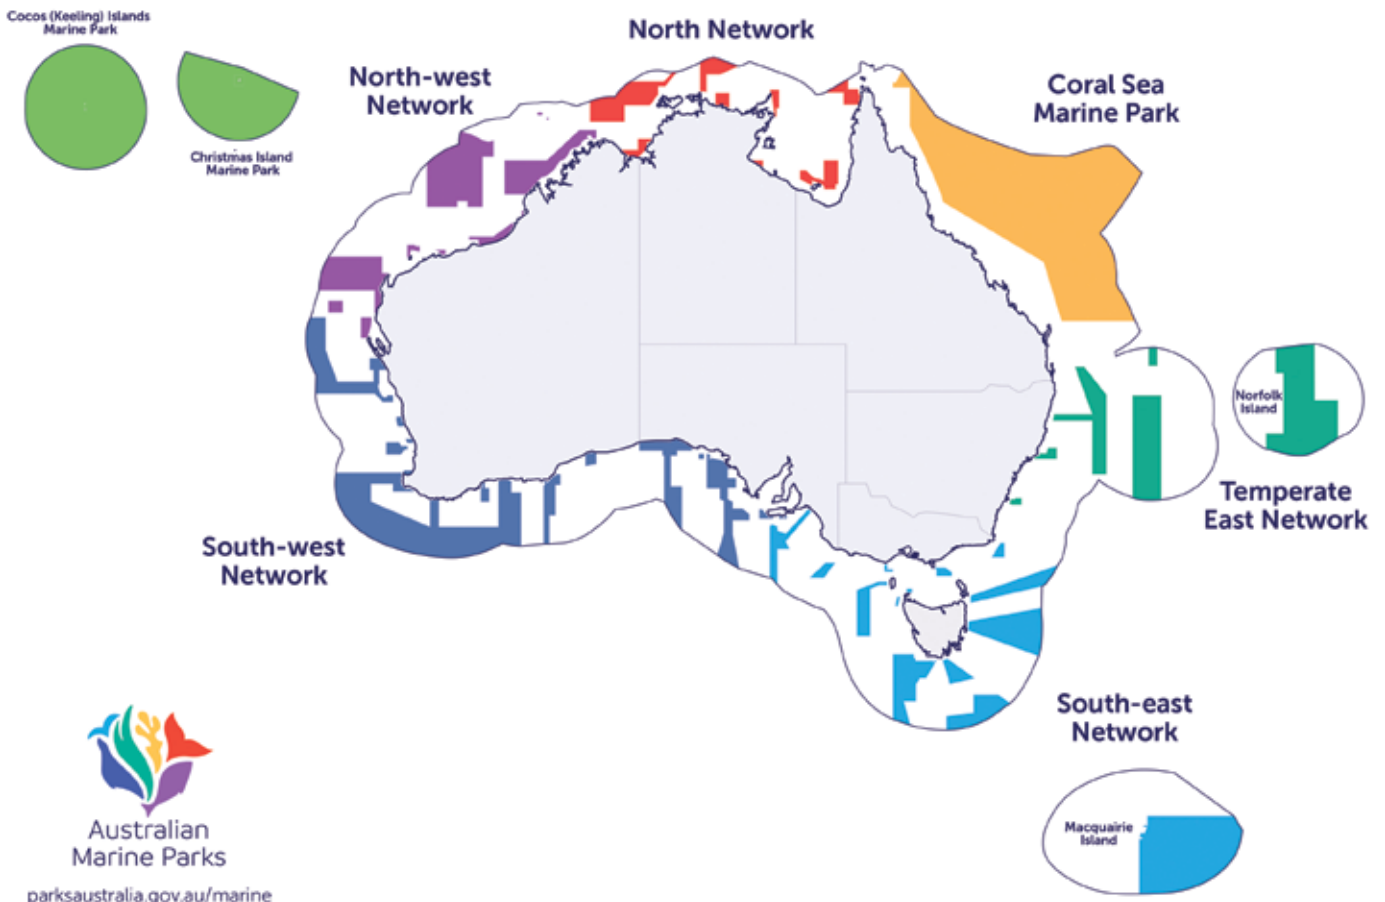 Cocos (Keeling) Islands
Marine Park
Christmas Island
Marine Park
North-west
Network
North Network
Coral Sea
Marine Park
Norfolk
Island
Temperate
East Network
South-west
Network
South-east
Network
Macquairie
Island
Australian
Marine Parks
parksaustralia.gov.au/marine